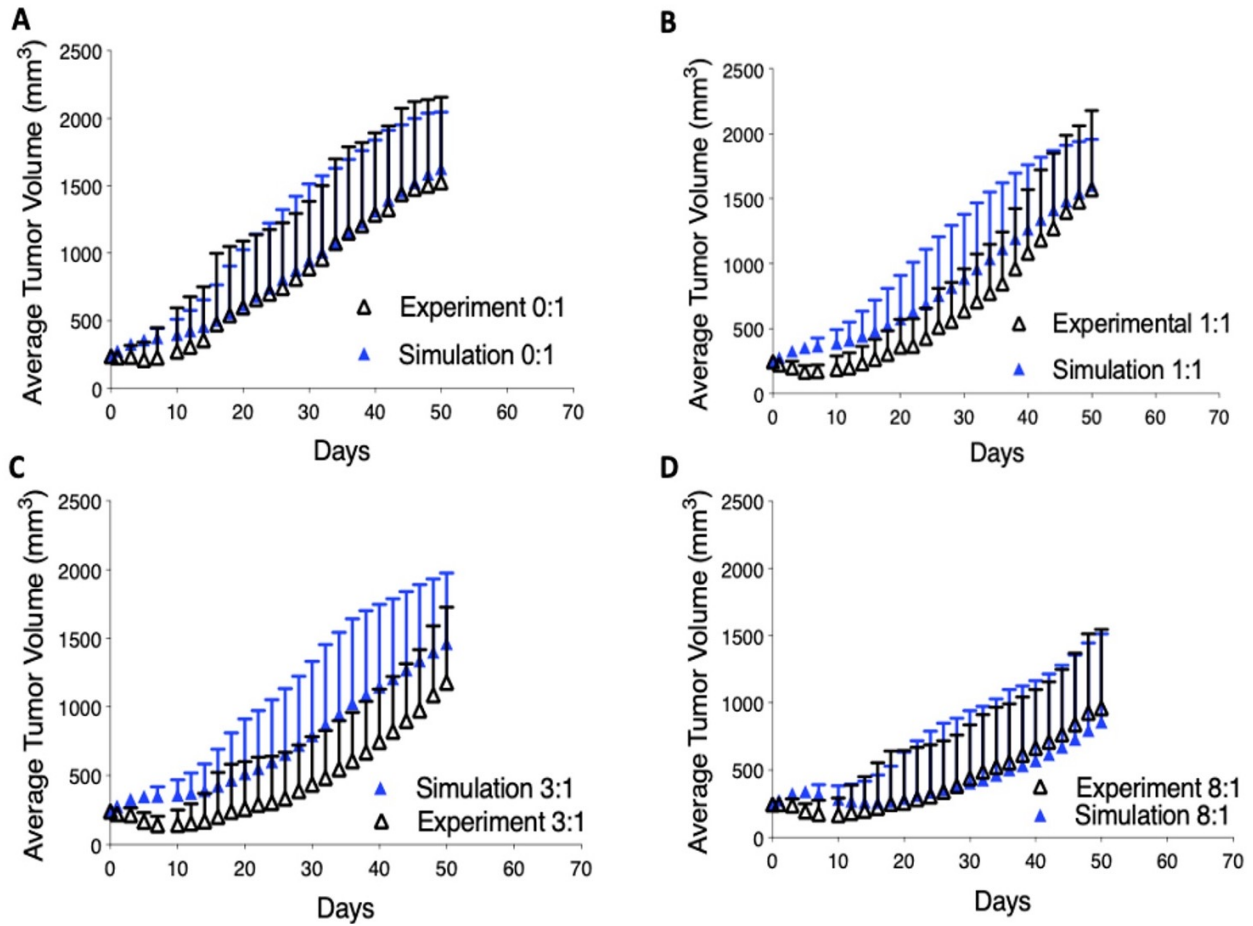 A
Average Tumor Volume (mm3)
2500
2000
1500
1000
500
0
0 10 20 30 40 50 60 70
Days
Experiment 0:1
Simulation 0:1
B
Average Tumor Volume (mm3)
2500
2000
1500
1000
500
0
0 10 20 30 40 50 60 70
Days
Experimental 1:1
Simulation 1:1
C
Average Tumor Volume (mm3)
2500
2000
1500
1000
500
0
0 10 20 30 40 50 60 70
Days
Simulation 3:1
Experiment 3:1
D
Average Tumor Volume (mm3)
2500
2000
1500
1000
500
0
0 10 20 30 40 50 60 70
Days
Experiment 8:1
Simulation 8:1